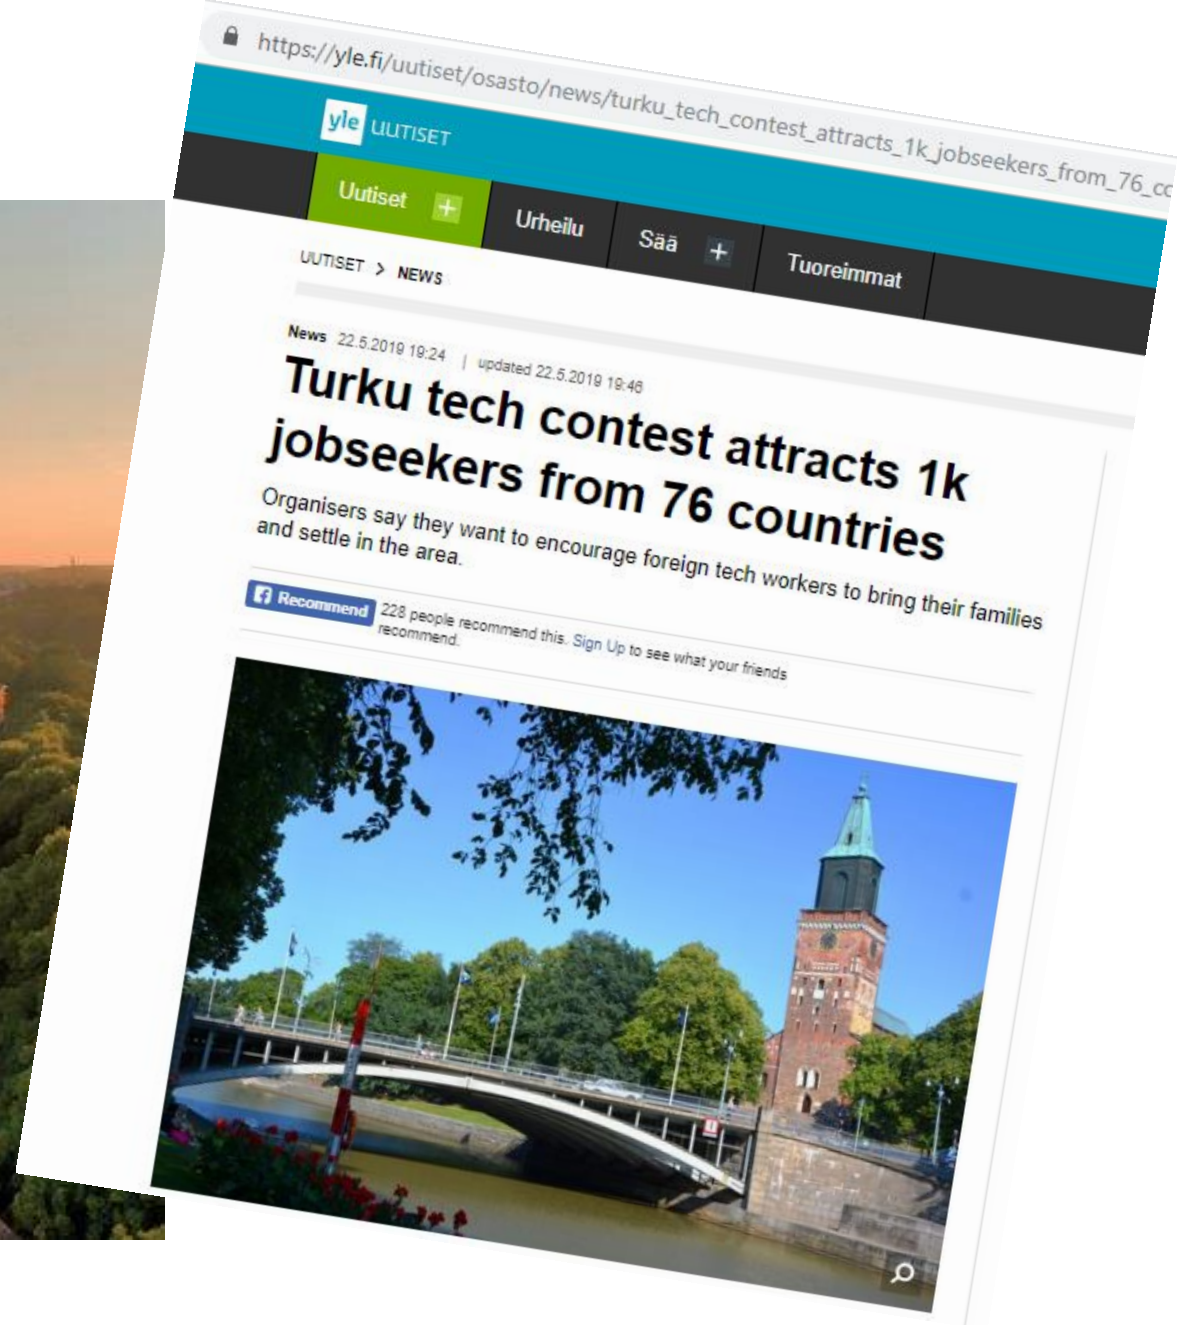 https://yle.fi/uutiset/osasto/news/turku_tech_contest_attracts_1k_jobseekers_from_76_cc
yle UUTISET
Uutiset + Urheilu Sää + Tuoreimmat
UUTISET > NEWS
News 22.5.2019 19:24 | updated 22.5.2019 19:46
Turku tech contest attracts 1k
jobseekers from 76 countries
Organisers say they want to encourage foreign tech workers to bring their families
and settle in the area.
Recommend 228 people recommend this. Sign Up to see what your friends
recommend.